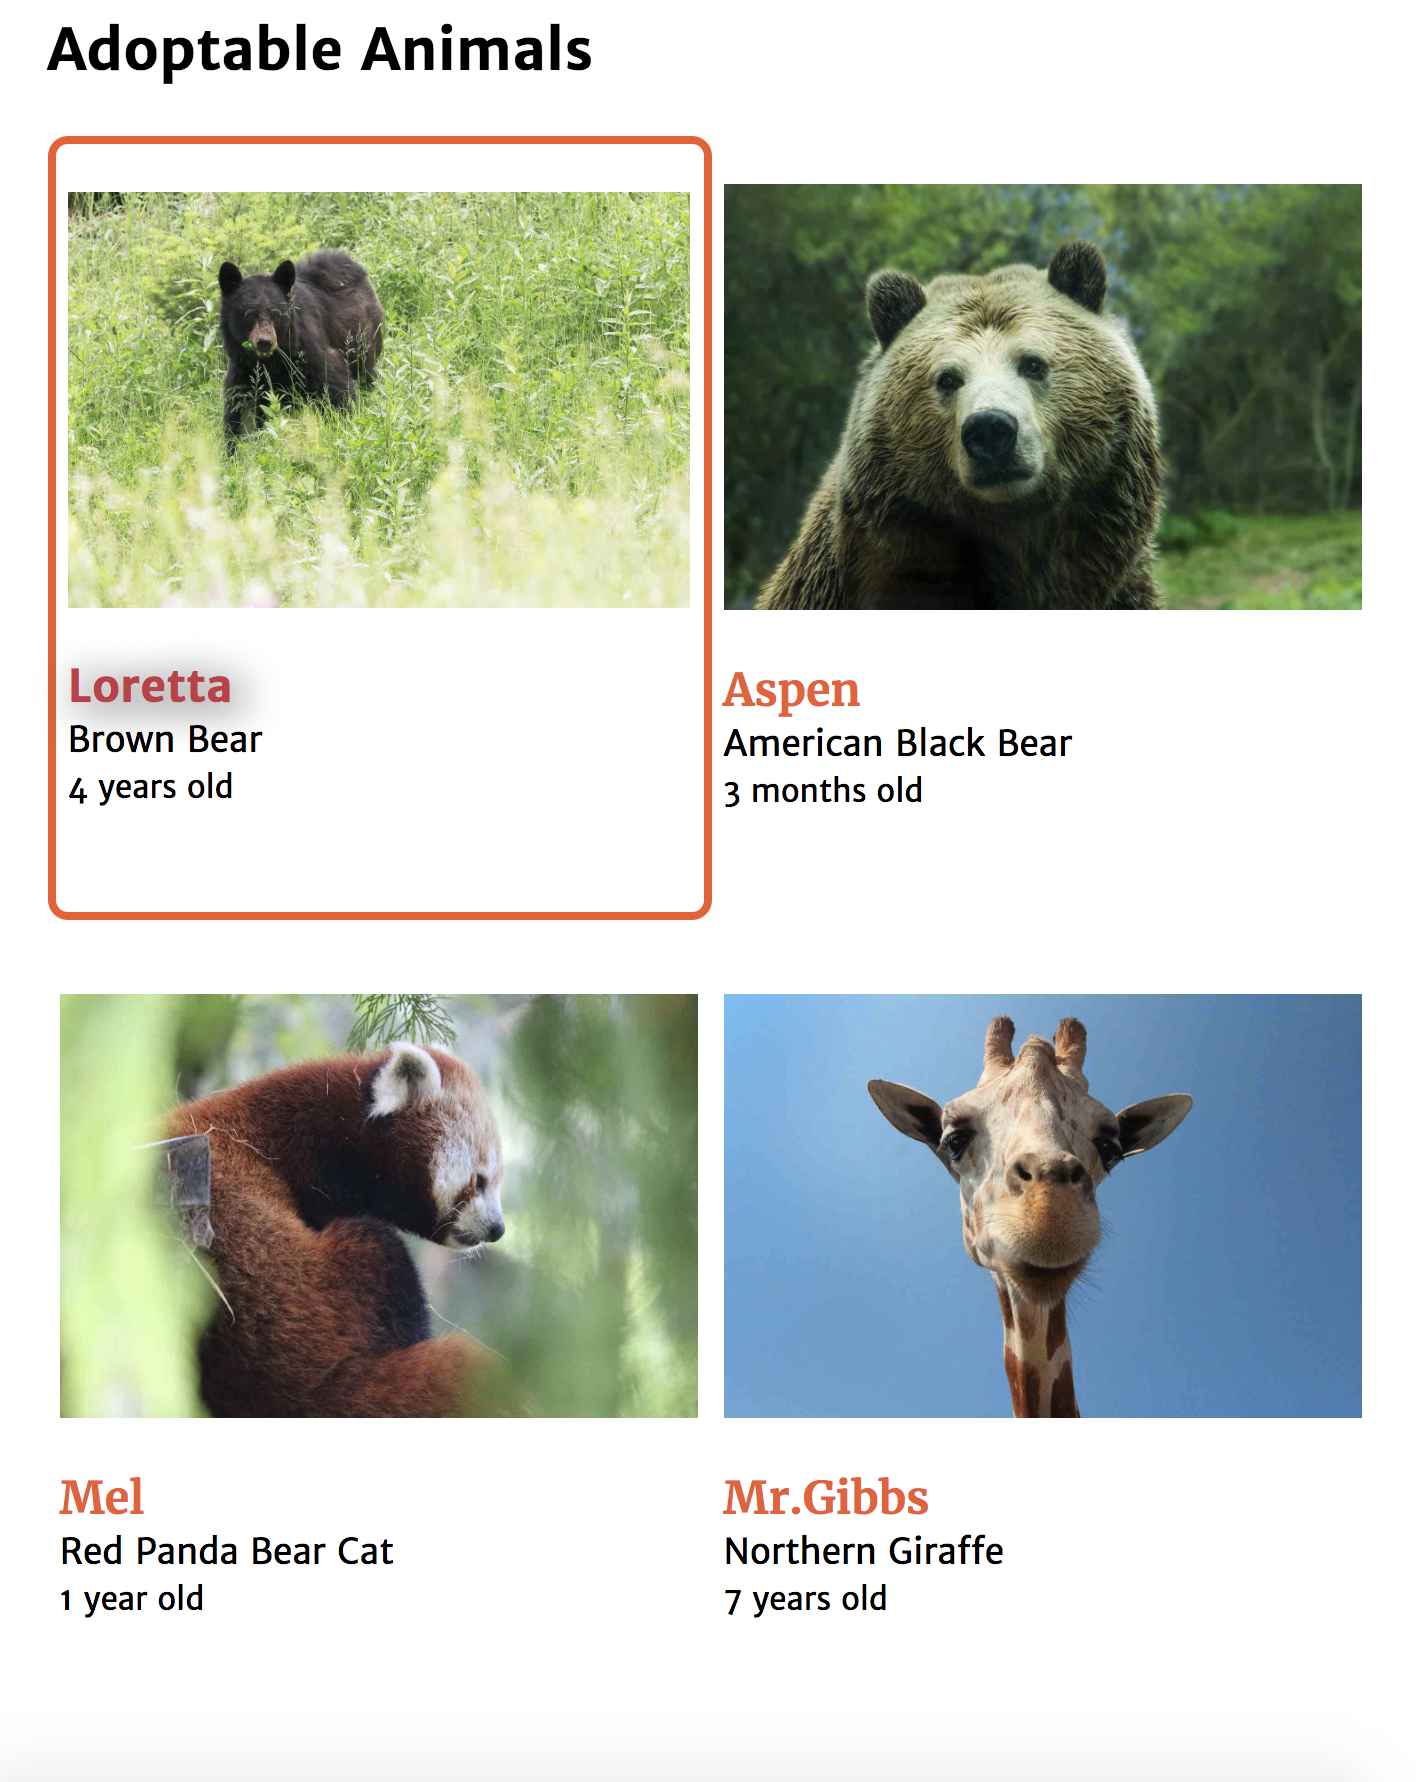 Adoptable Animals
Loretta
Brown Bear
4 years old
Aspen
American Black Bear
3 months old
Mel
Red Panda Bear Cat
1 year old
Mr.Gibbs
Northern Giraffe
7 years old